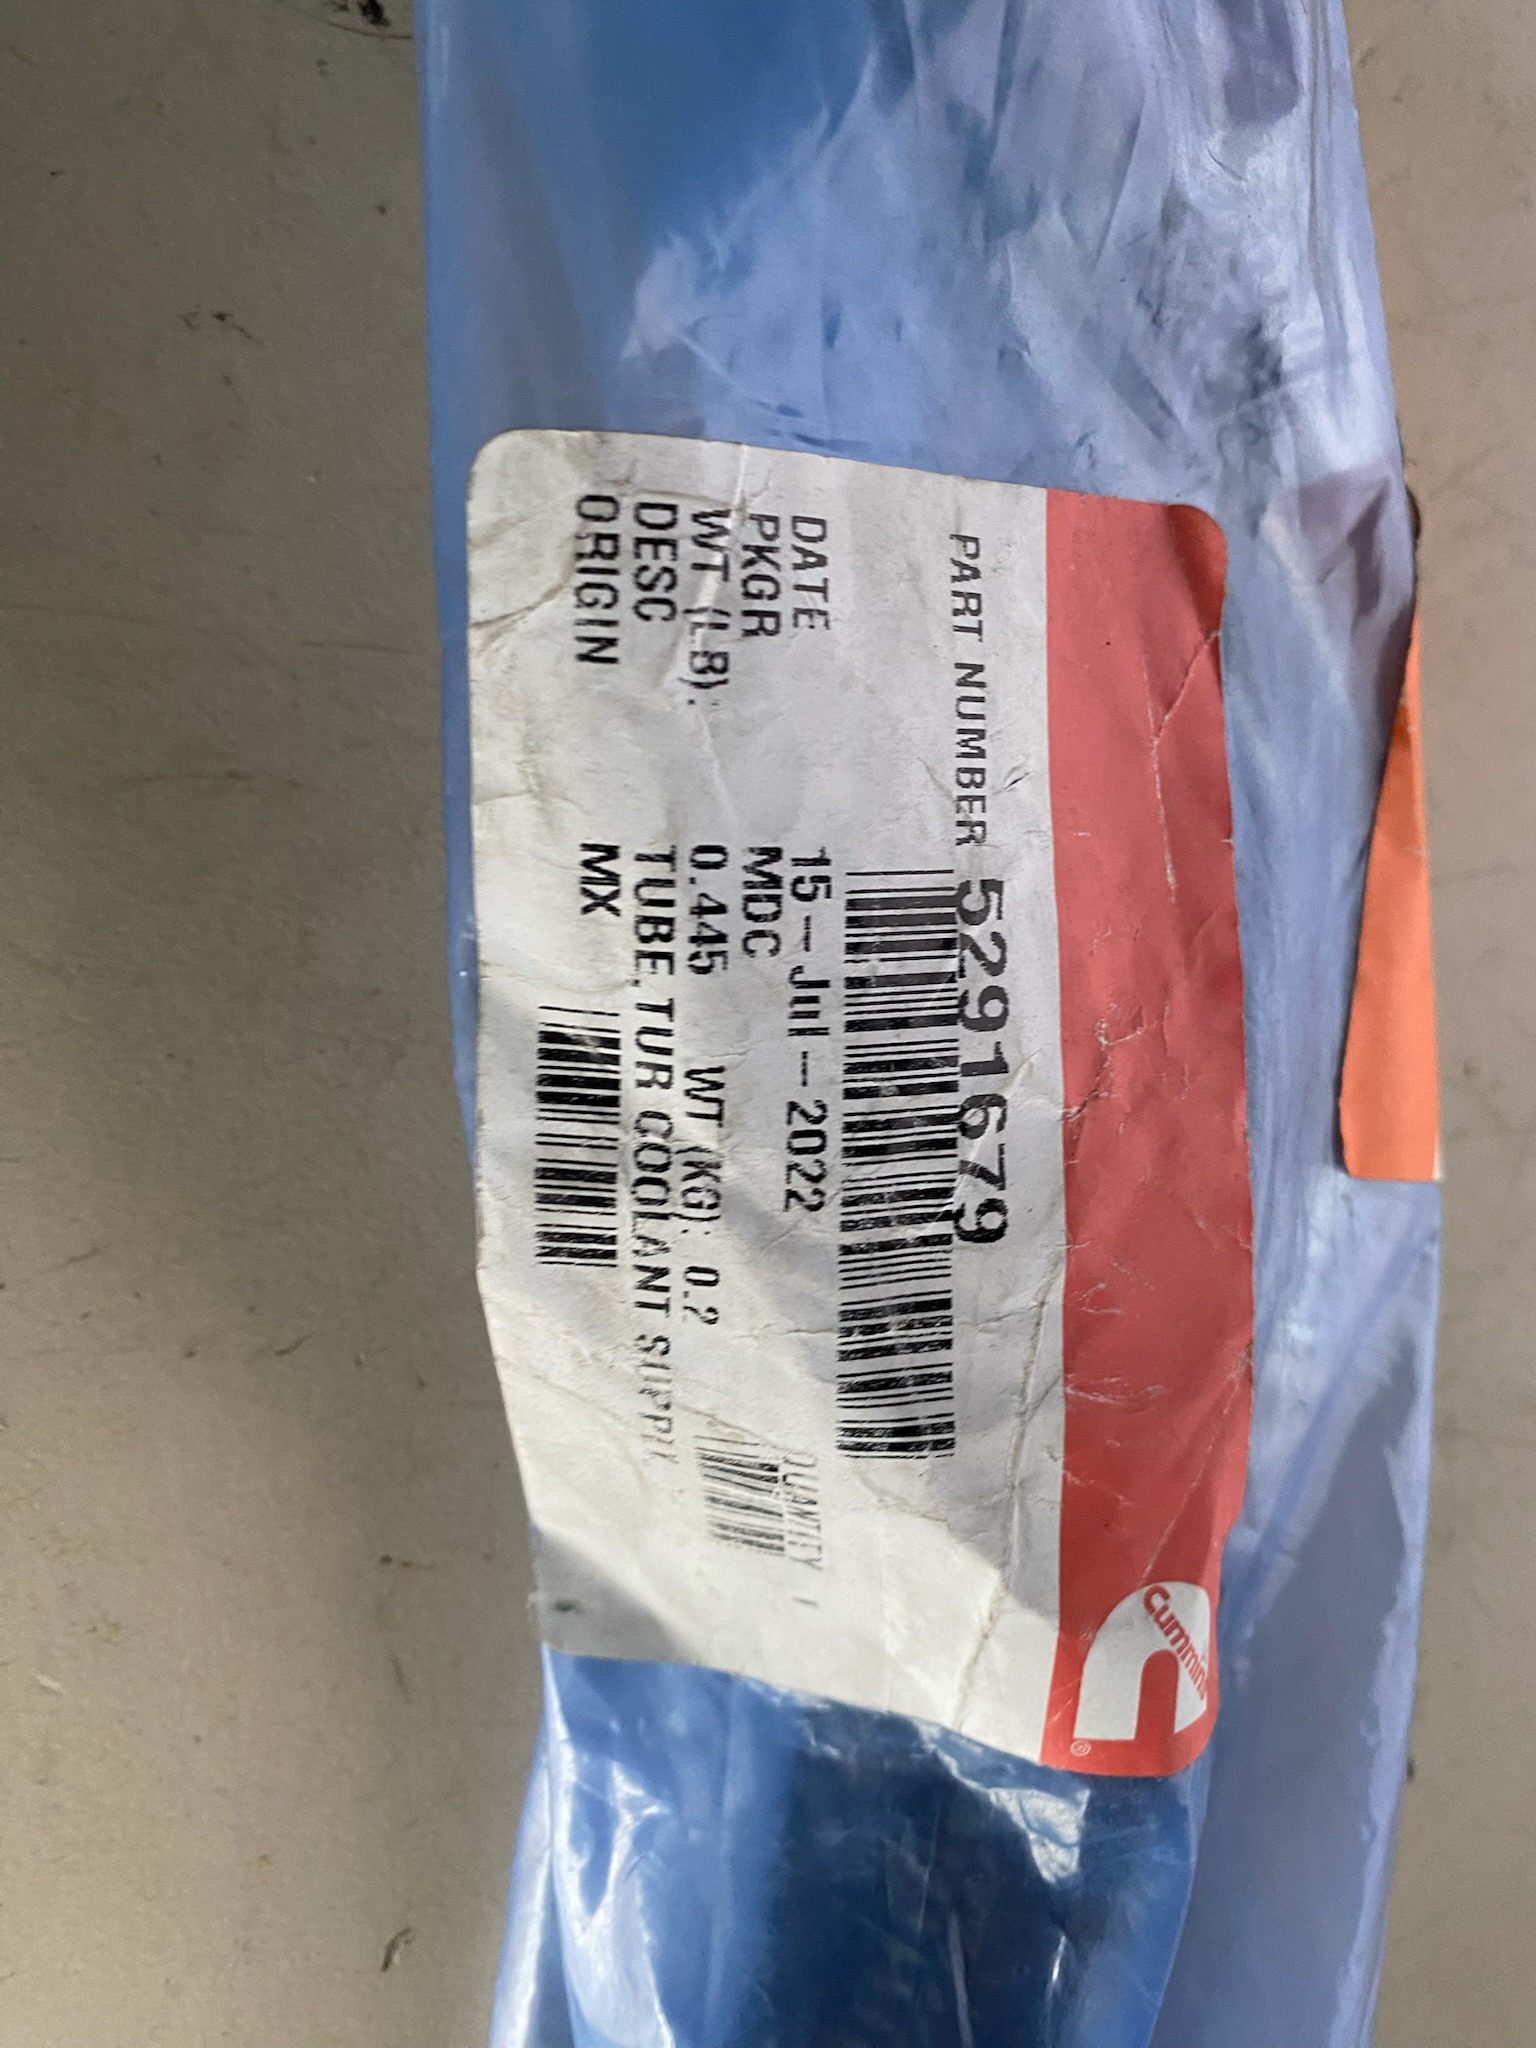 Cummins
®
PART NUMBER 5291679
DATE 15-Jul-2022
QUANTITY 1
PKGR MDC
WT (LB): 0.445 WT (KG): 0.2
DESC TUBE,TUR COOLANT SUPPLY
ORIGIN MX